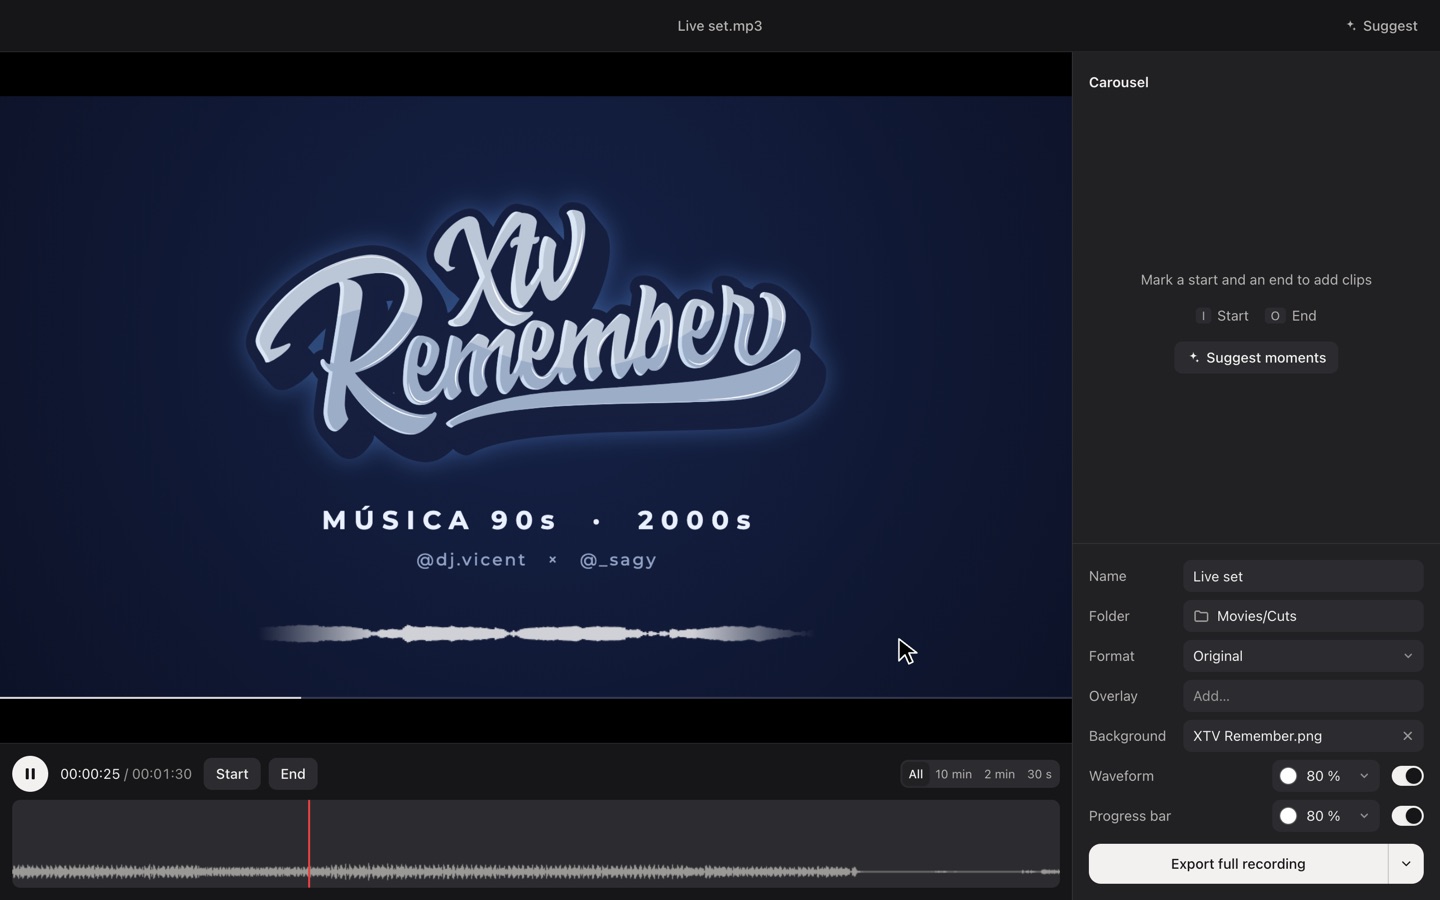 Live set.mp3
Suggest
Carousel
Xtv
Remember
MÚSICA 90s · 2000s
@dj.vicent × @_sagy
Mark a start and an end to add clips
I Start O End
Suggest moments
Name Live set
Folder Movies/Cuts
Format Original
Overlay Add...
Background XTV Remember.png
Waveform 80 %
Progress bar 80 %
Export full recording
00:00:25 / 00:01:30 Start End
All 10 min 2 min 30 s